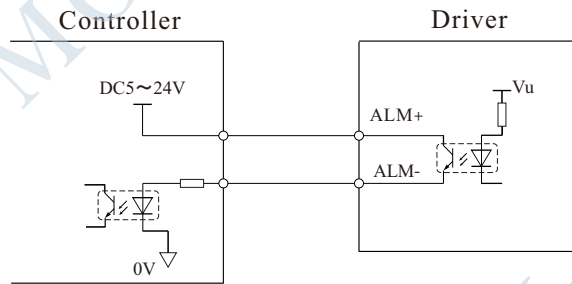 Controller
Driver
DC5～24V
Vu
ALM+
ALM-
0V